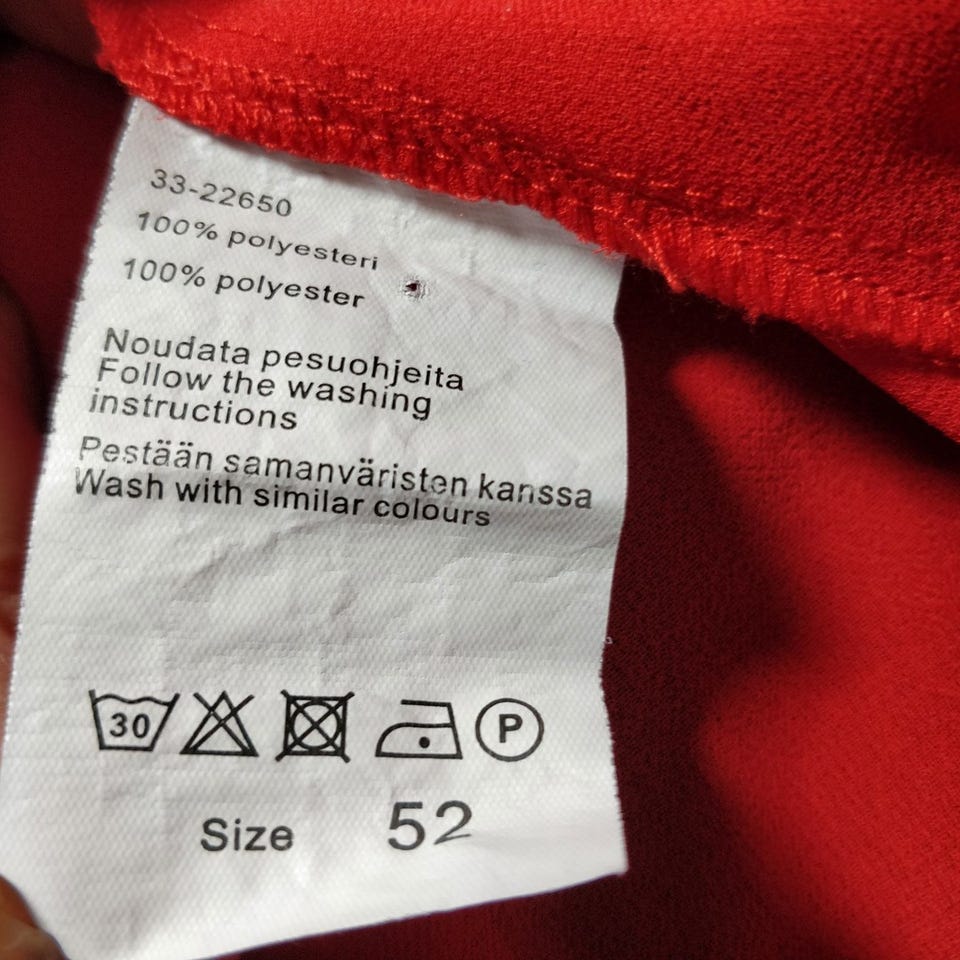 33-22650
100% polyesteri
100% polyester
Noudata pesuohjeita
Follow the washing
instructions
Pestään samanväristen kanssa
Wash with similar colours
30 P
Size 52